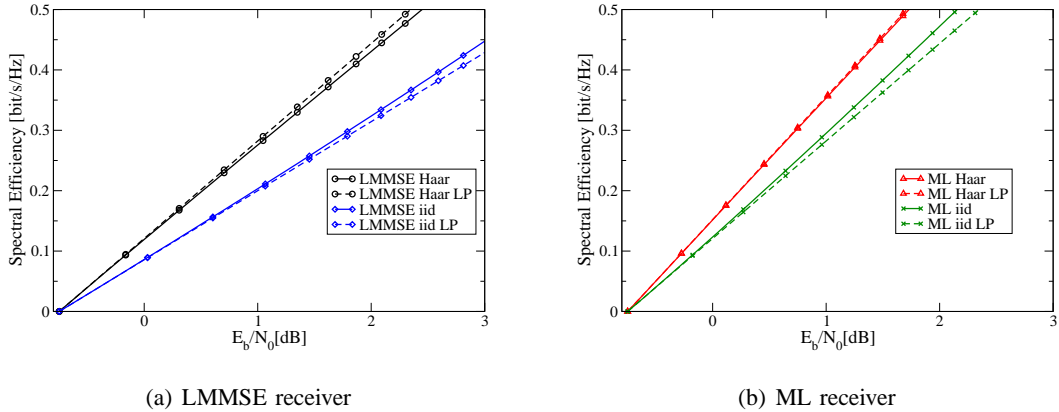 0.5
0.4
0.3
0.2
0.1
0
Spectral Efficiency [bit/s/Hz]
LMMSE Haar
LMMSE Haar LP
LMMSE iid
LMMSE iid LP
0 1 2 3
E_b/N_0[dB]
(a) LMMSE receiver
0.5
0.4
0.3
0.2
0.1
0
Spectral Efficiency [bit/s/Hz]
ML Haar
ML Haar LP
ML iid
ML iid LP
0 1 2 3
E_b/N_0[dB]
(b) ML receiver